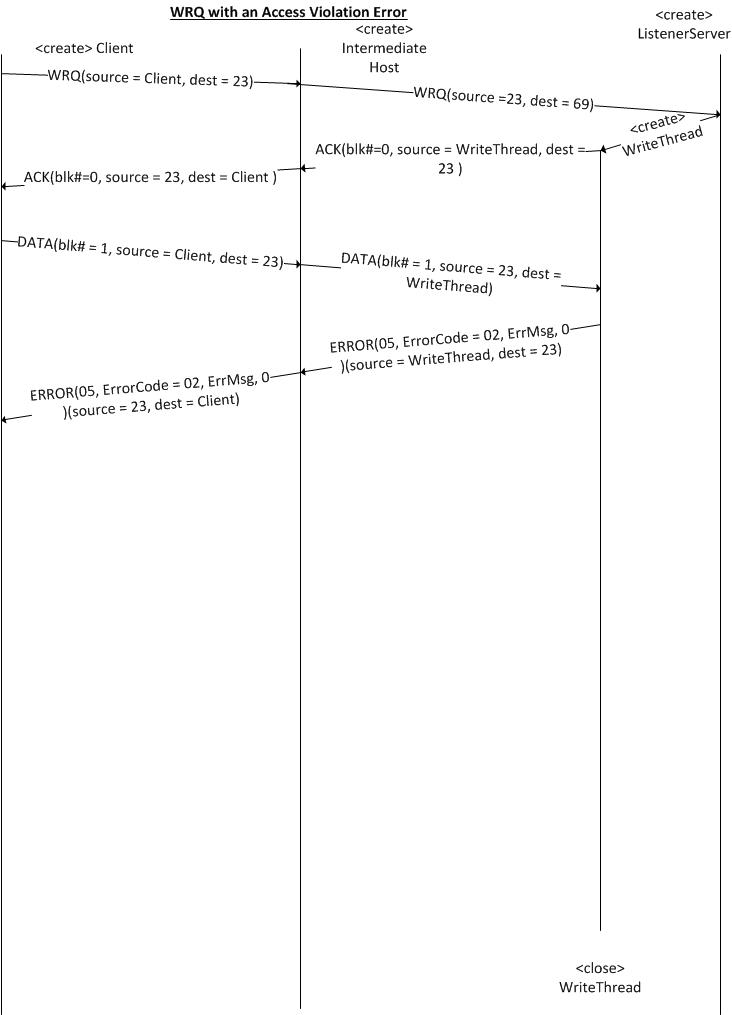 WRQ with an Access Violation Error
<create>
ListenerServer
<create> Client
<create>
Intermediate
Host
WRQ(source = Client, dest = 23)
WRQ(source =23, dest = 69)
<create>
WriteThread
ACK(blk#=0, source = WriteThread, dest =
23 )
ACK(blk#=0, source = 23, dest = Client )
DATA(blk# = 1, source = Client, dest = 23)
DATA(blk# = 1, source = 23, dest =
WriteThread)
ERROR(05, ErrorCode = 02, ErrMsg, 0
)(source = WriteThread, dest = 23)
ERROR(05, ErrorCode = 02, ErrMsg, 0
)(source = 23, dest = Client)
<close>
WriteThread